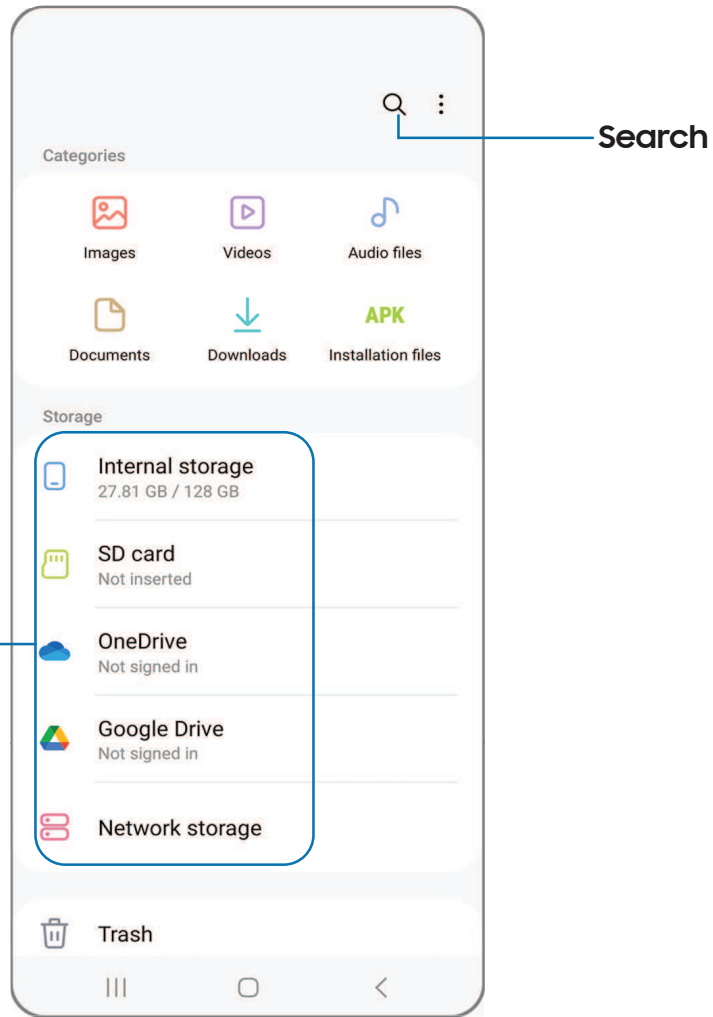 Search
Categories
Images Videos Audio files
APK
Documents Downloads Installation files
Storage
Internal storage
27.81 GB / 128 GB
SD card
Not inserted
OneDrive
Not signed in
Google Drive
Not signed in
Network storage
Trash